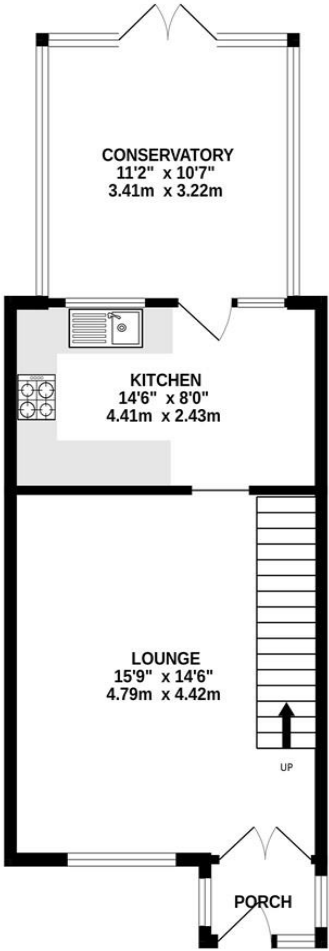 CONSERVATORY
11'2" x 10'7"
3.41m x 3.22m
KITCHEN
14'6" x 8'0"
4.41m x 2.43m
LOUNGE
15'9" x 14'6"
4.79m x 4.42m
UP
PORCH